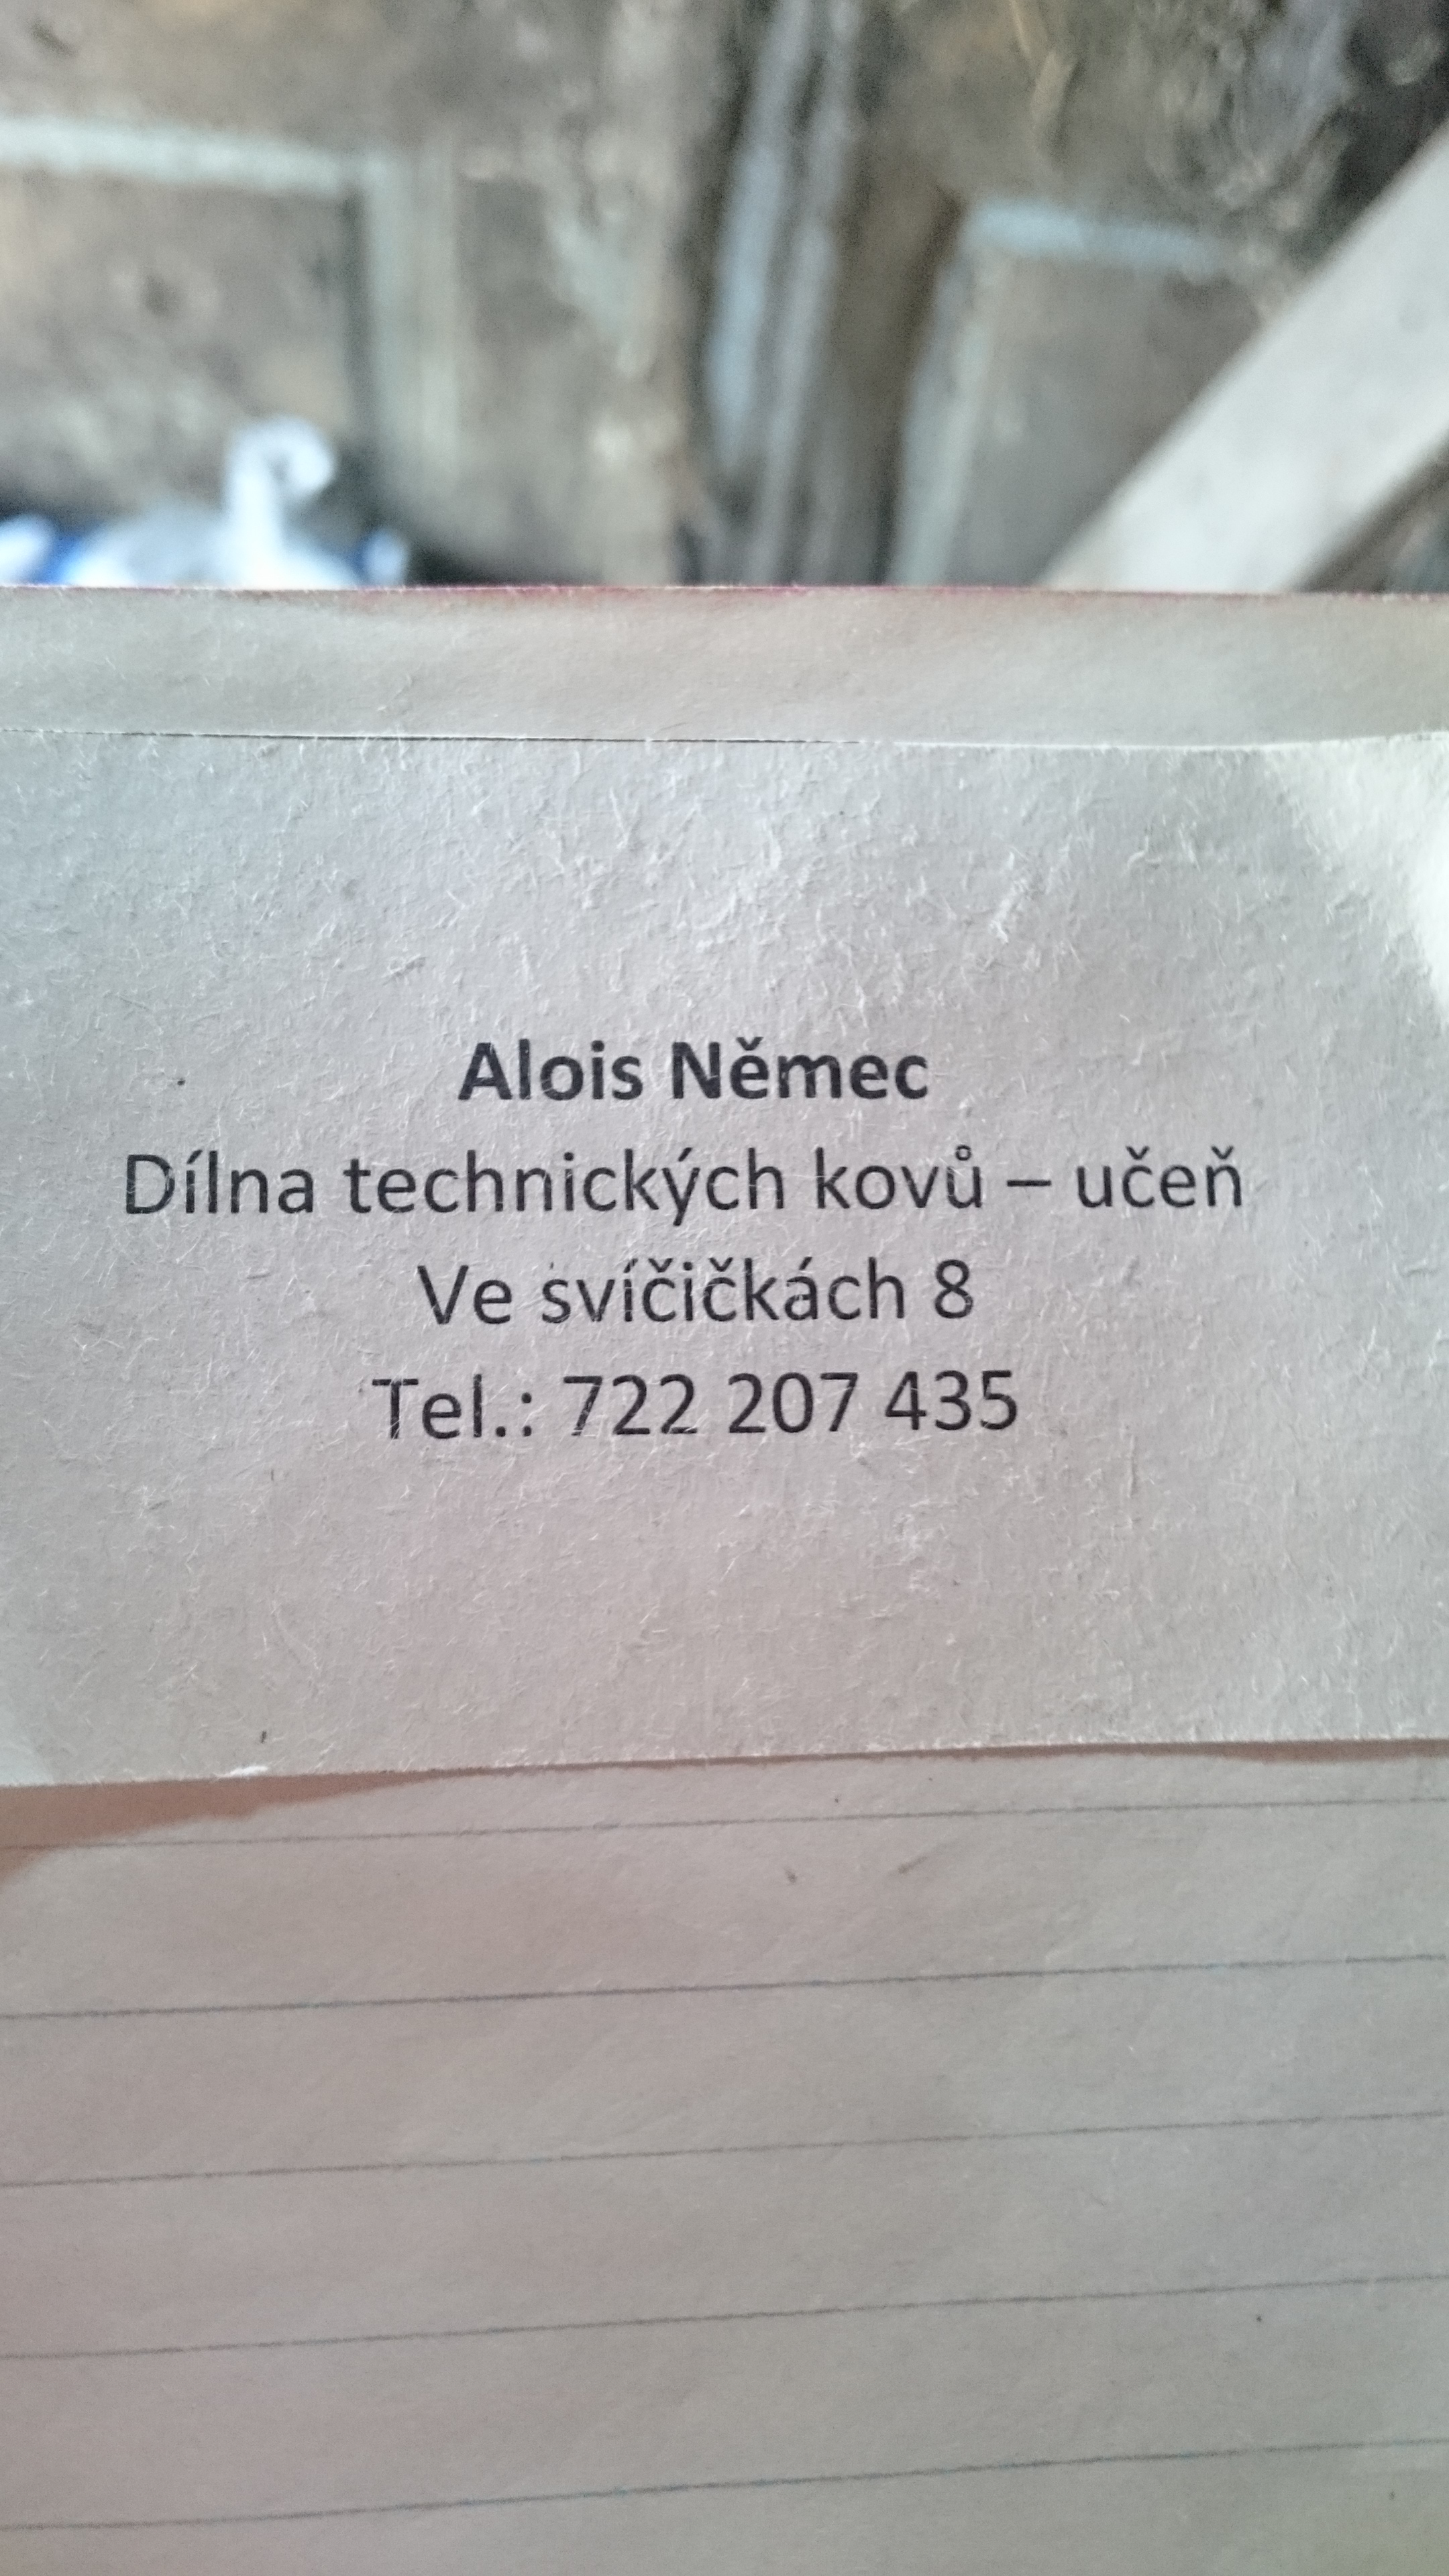 Alois Němec
Dílna technických kovů – učeň
Ve svíčičkách 8
Tel.: 722 207 435